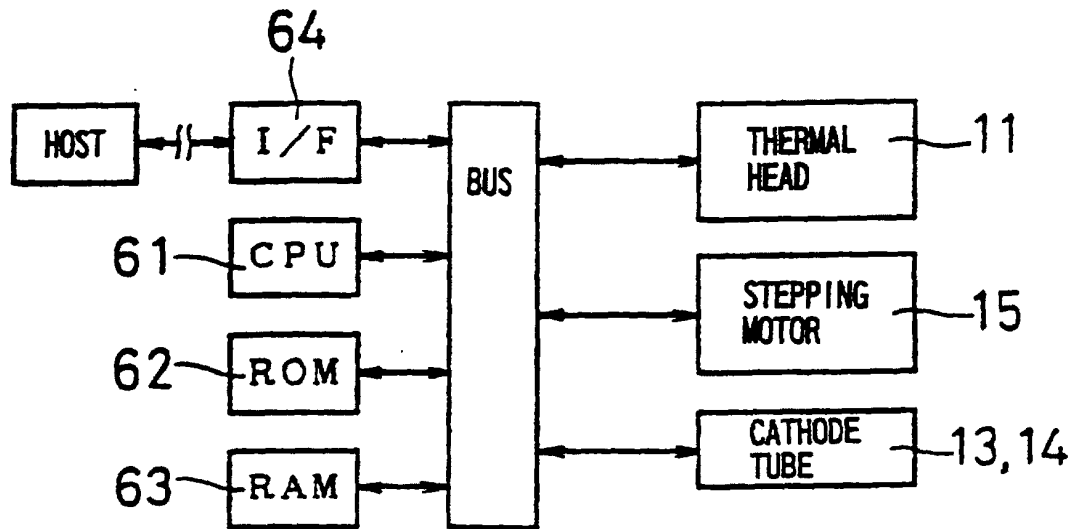 64
HOST
I/F
BUS
THERMAL
HEAD
11
61
CPU
STEPPING
MOTOR
15
62
ROM
CATHODE
TUBE
13,14
63
RAM